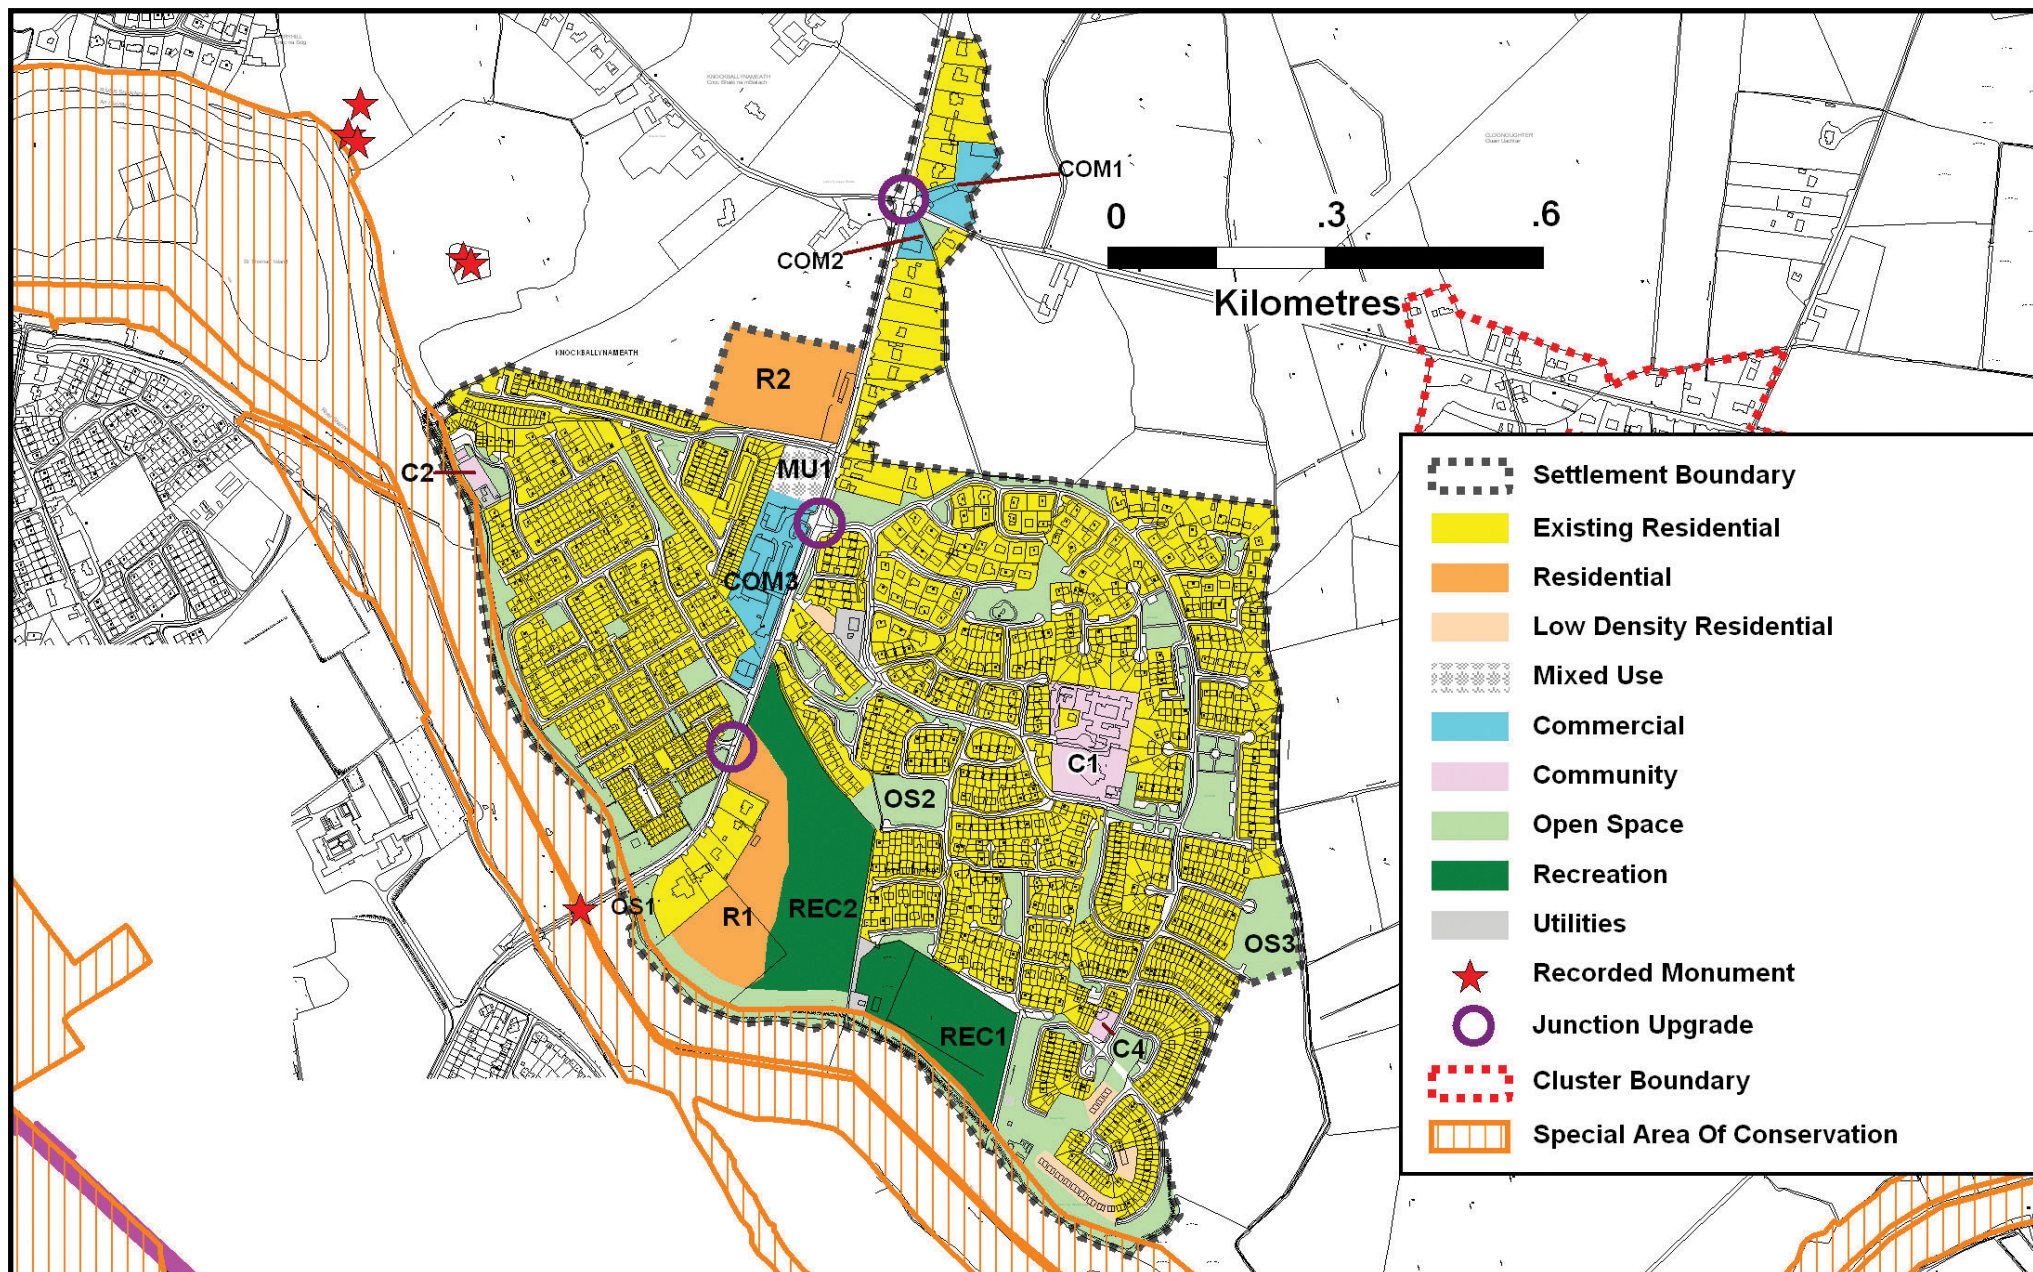 KNOCKBALLYNAMEATH
COM1
0 .3 .6
COM2
Kilometres
KNOCKBALLYNAMEATH
R2
C2
MU1
COM3
C1
OS2
OS1
R1
REC2
OS3
REC1
C4
Settlement Boundary
Existing Residential
Residential
Low Density Residential
Mixed Use
Commercial
Community
Open Space
Recreation
Utilities
Recorded Monument
Junction Upgrade
Cluster Boundary
Special Area Of Conservation